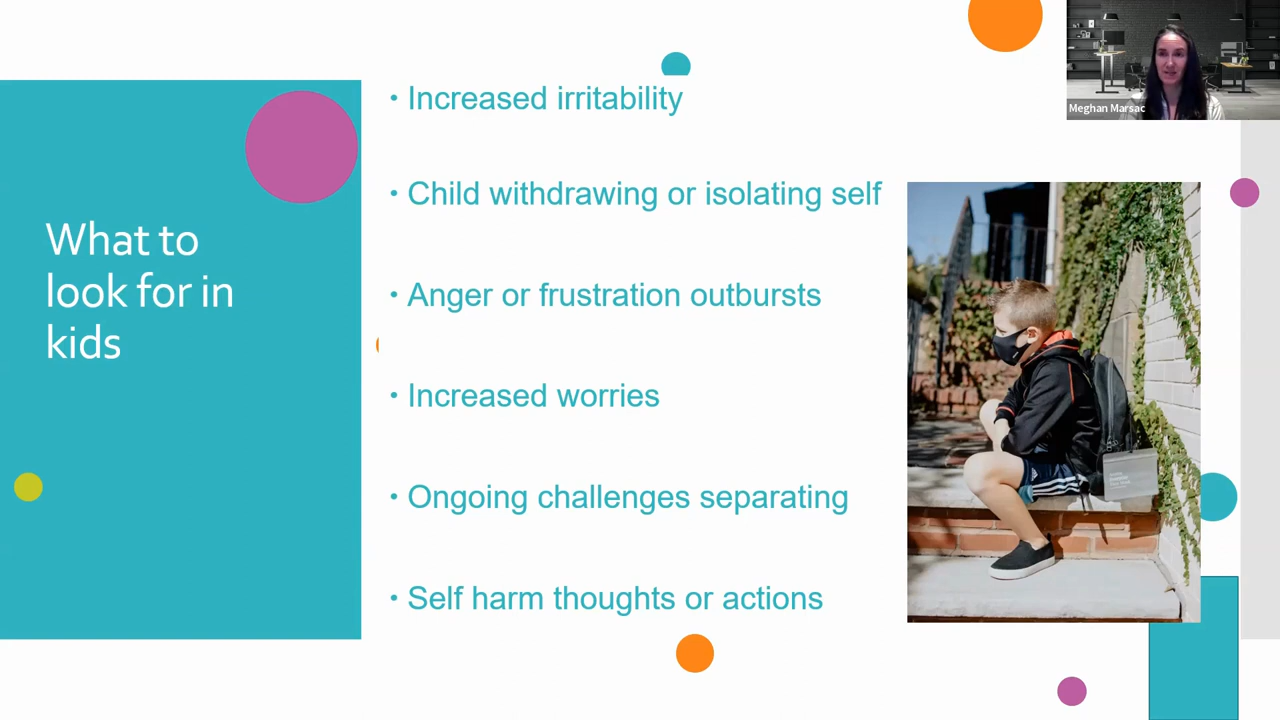 Meghan Marsac
What to
look for in
kids
• Increased irritability
• Child withdrawing or isolating self
• Anger or frustration outbursts
• Increased worries
• Ongoing challenges separating
• Self harm thoughts or actions